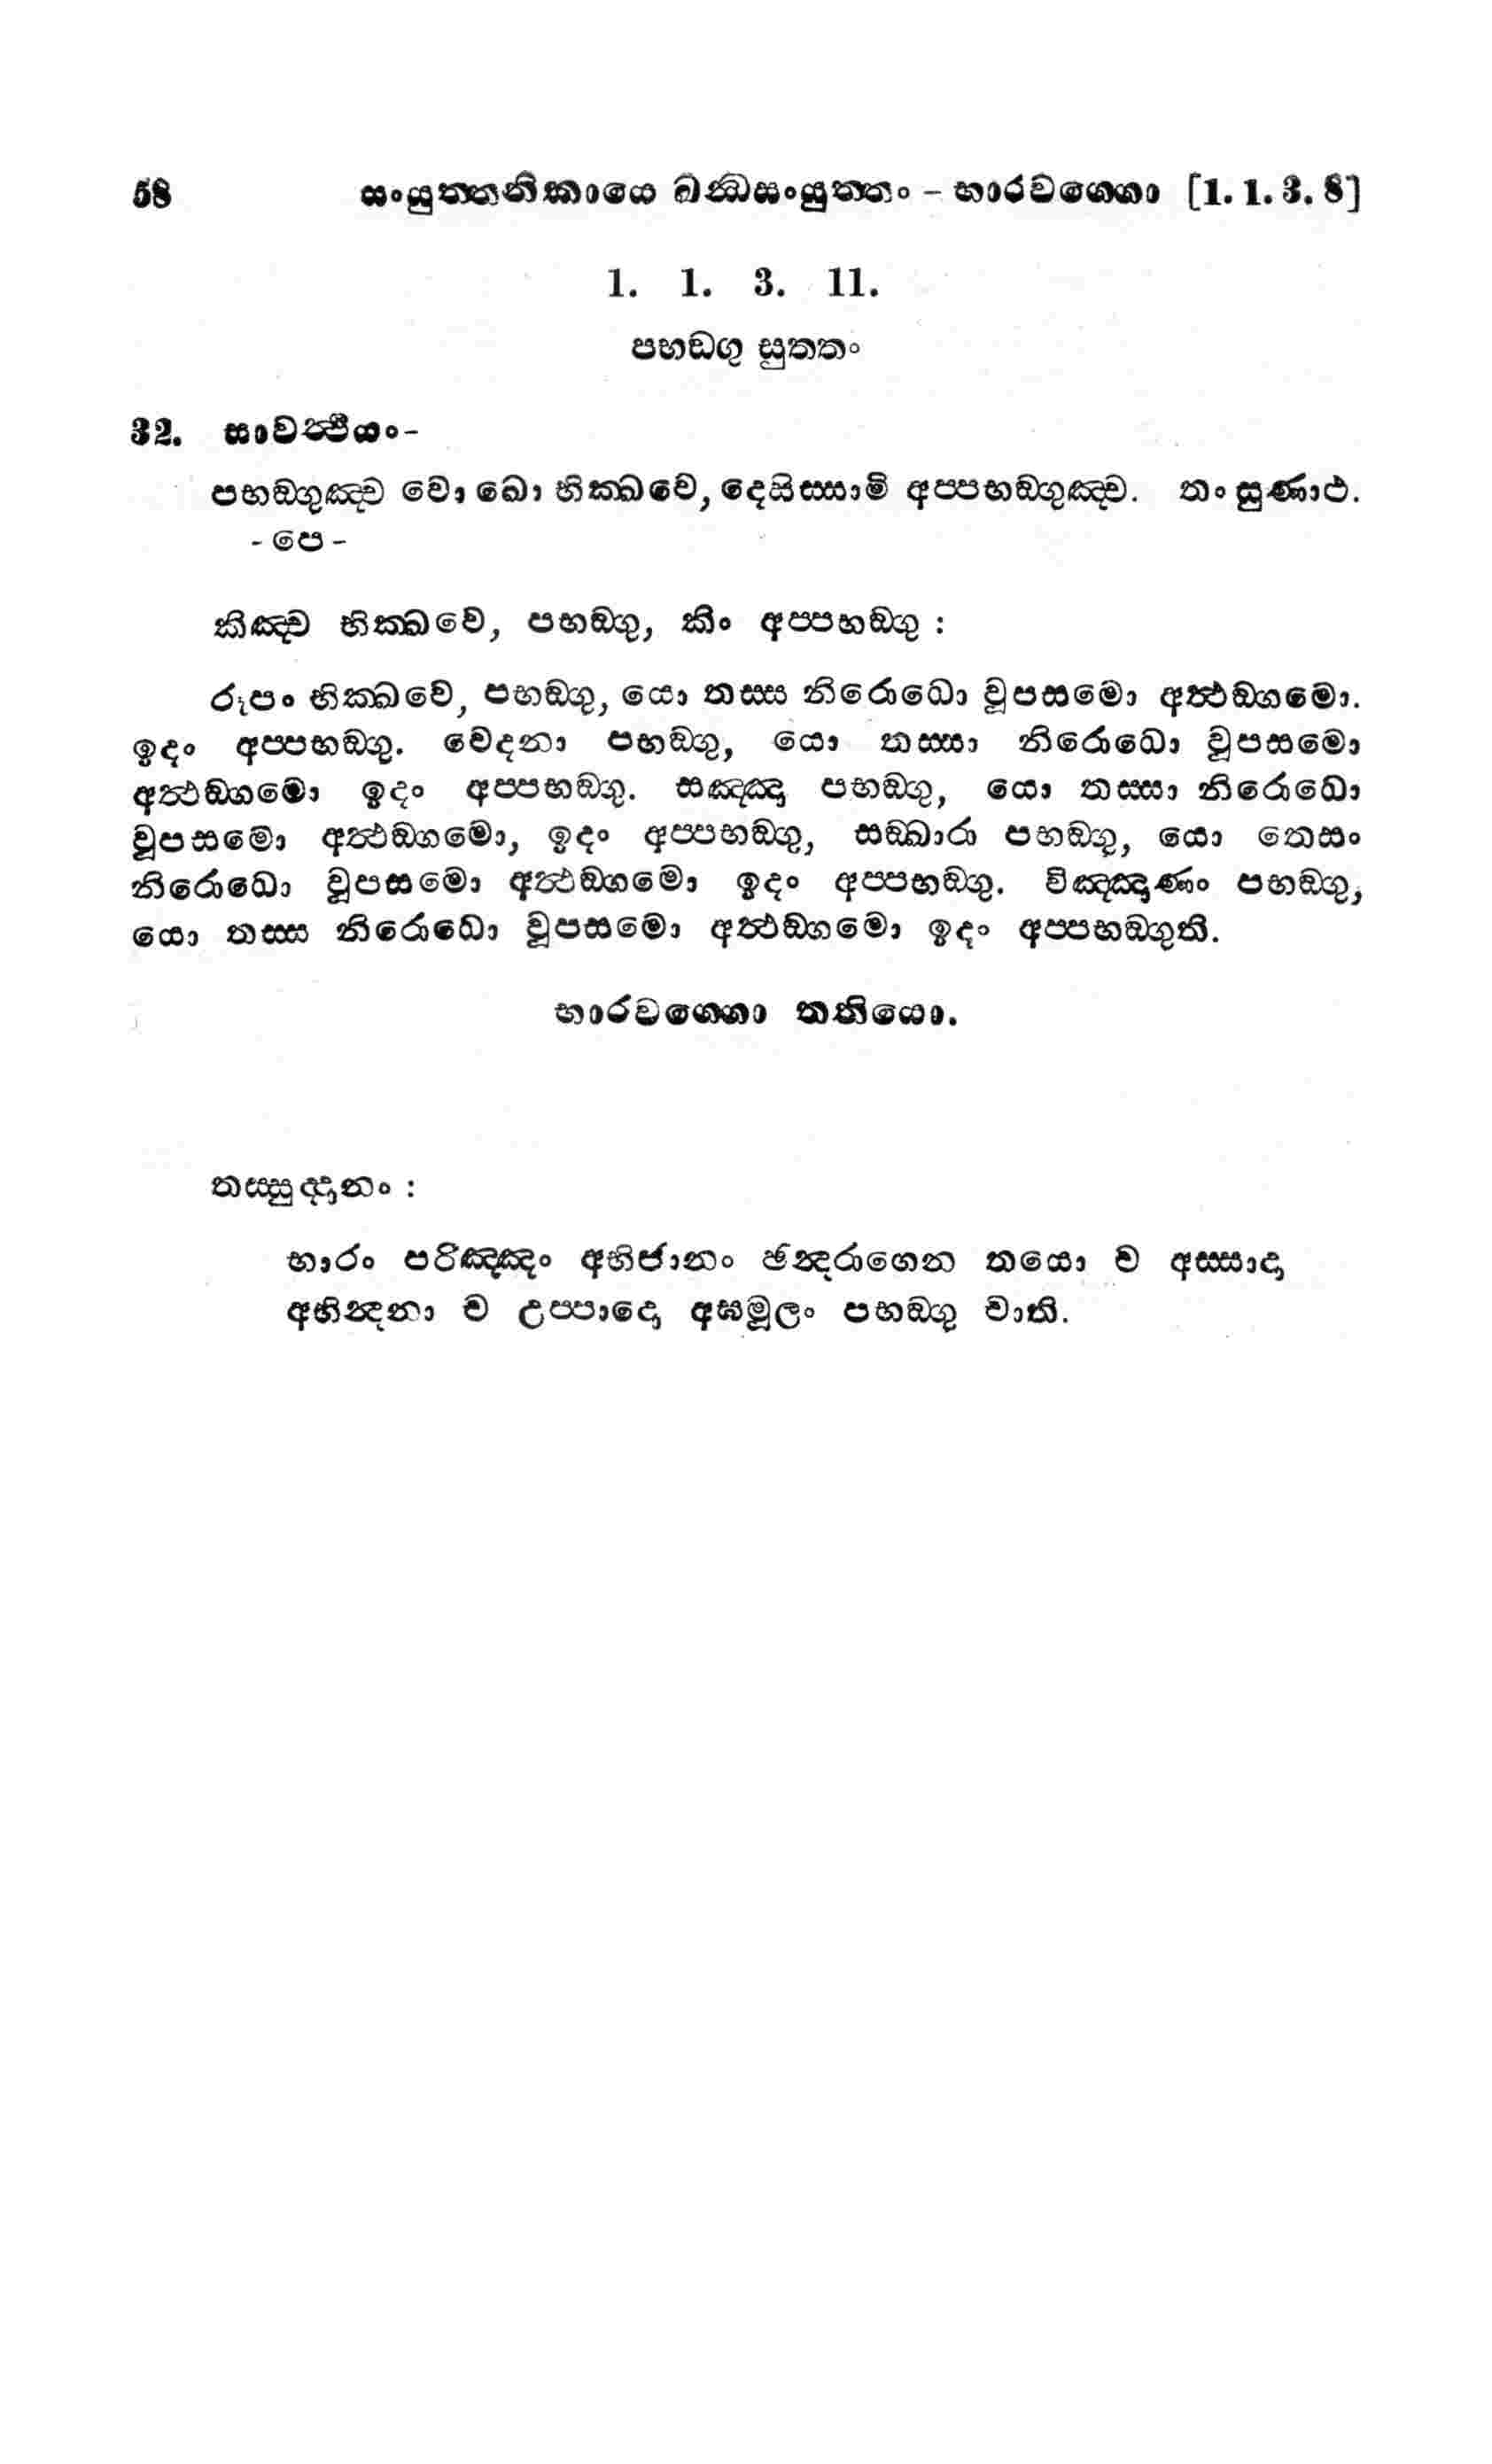 58 සංයුත්තනිකායෙ ඛන්ධසංයුත්තං - භාරවග්ගො [1. 1. 3. 8]
1. 1. 3. 11.
පභඞ්ගු සුත්තං
32. සාවත්ථියං-
පභඞ්ගුඤ්ච වො ඛො භික්ඛවෙ, දෙසිස්සාමි අප්පභඞ්ගුඤ්ච. තං සුණාථ.
- පෙ -
කිඤ්ච භික්ඛවෙ, පභඞ්ගු, කිං අප්පභඞ්ගු :
රූපං භික්ඛවෙ, පභඞ්ගු, යො තස්ස නිරොධො වූපසමො අත්ථඞ්ගමො.
ඉදං අප්පභඞ්ගු. වෙදනා පභඞ්ගු, යො තස්සා නිරොධො වූපසමො
අත්ථඞ්ගමො ඉදං අප්පභඞ්ගු. සඤ්ඤා පභඞ්ගු, යො තස්සා නිරොධො
වූපසමො අත්ථඞ්ගමො, ඉදං අප්පභඞ්ගු, සඞ්ඛාරා පභඞ්ගු, යො තෙසං
නිරොධො වූපසමො අත්ථඞ්ගමො ඉදං අප්පභඞ්ගු. විඤ්ඤාණං පභඞ්ගු,
යො තස්ස නිරොධො වූපසමො අත්ථඞ්ගමො ඉදං අප්පභඞ්ගුති.
භාරවග්ගො තතියො.
තස්සුද්දානං :
භාරං පරිඤ්ඤං අභිජානං ඡන්දරාගෙන තයො ච අස්සාදා
අභින්දනා ච උප්පාදො අඝමූලං පභඞ්ගු චාති.